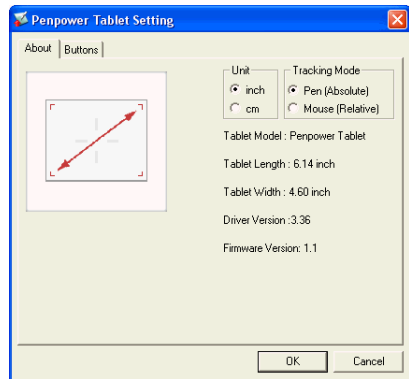 Penpower Tablet Setting
About Buttons
Unit Tracking Mode
inch Pen (Absolute)
cm Mouse (Relative)
Tablet Model : Penpower Tablet
Tablet Length : 6.14 inch
Tablet Width : 4.60 inch
Driver Version :3.36
Firmware Version: 1.1
OK Cancel